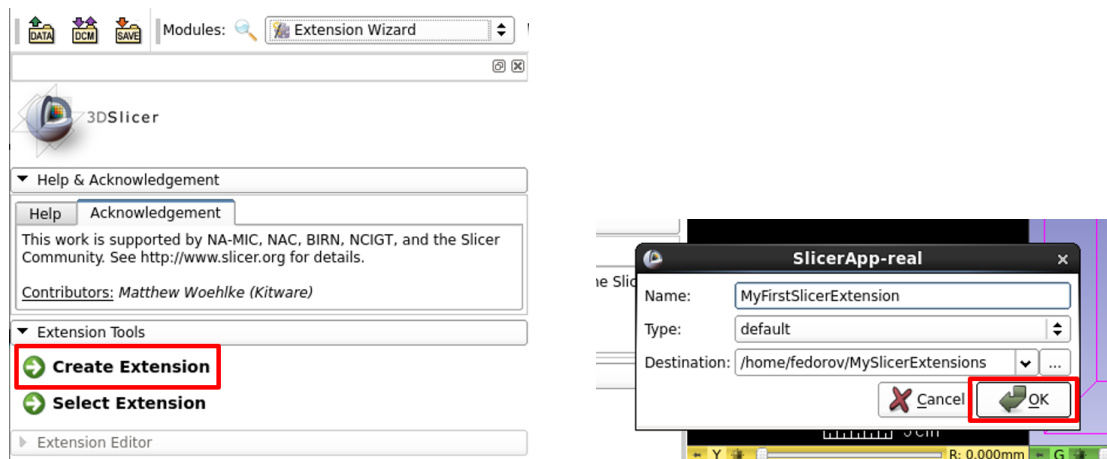 DATA DCM SAVE Modules: Extension Wizard
3DSlicer
Help & Acknowledgement
Help Acknowledgement
This work is supported by NA-MIC, NAC, BIRN, NCIGT, and the Slicer
Community. See http://www.slicer.org for details.
Contributors: Matthew Woehlke (Kitware)
Extension Tools
Create Extension
Select Extension
Extension Editor
SlicerApp-real
Name: MyFirstSlicerExtension
Type: default
Destination: /home/fedorov/MySlicerExtensions ...
Cancel OK
Y R: 0.000mm G